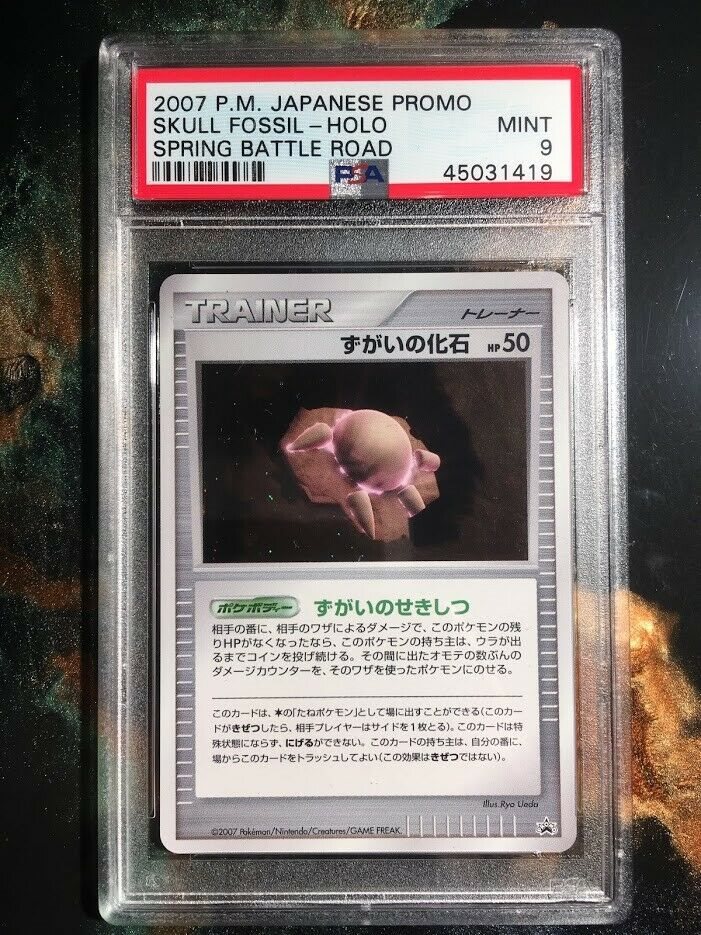 2007 P.M. JAPANESE PROMO
SKULL FOSSIL-HOLO MINT
SPRING BATTLE ROAD 9
PSA 45031419
TRAINER トレーナー
ずがいの化石 HP 50
ポケボディー ずがいのせきしつ
相手の番に、相手のワザによるダメージで、このポケモンの残
りHPがなくなったなら、このポケモンの持ち主は、ウラが出
るまでコインを投げ続ける。その間に出たオモテの数ぶんの
ダメージカウンターを、そのワザを使ったポケモンにのせる。
このカードは、✶の「たねポケモン」として場に出すことができる(このカー
ドがきぜつしたら、相手プレイヤーはサイドを1枚とる)。このカードは特
殊状態にならず、にげるができない。このカードの持ち主は、自分の番に、
場からこのカードをトラッシュしてよい(この効果はきぜつではない)。
Illus.Ryo Ueda
©2007 Pokémon/Nintendo/Creatures/GAME FREAK.